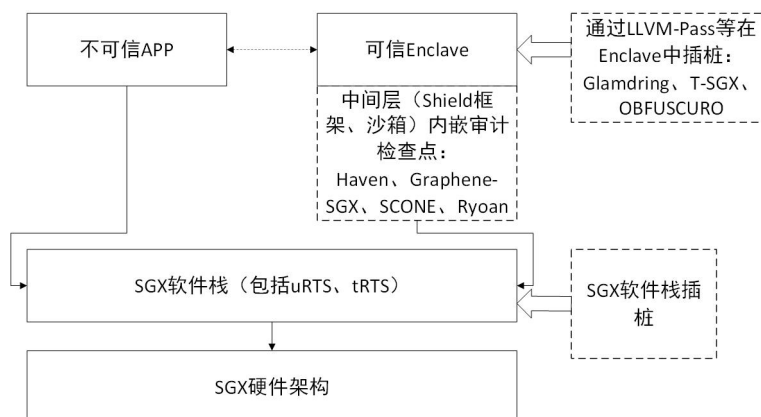 不可信APP
可信Enclave
通过LLVM-Pass等在
Enclave中插桩：
Glamdring、T-SGX、
OBFUSCURO
中间层（Shield框
架、沙箱）内嵌审计
检查点：
Haven、Graphene-
SGX、SCONE、Ryoan
SGX软件栈（包括uRTS、tRTS）
SGX软件栈插
桩
SGX硬件架构